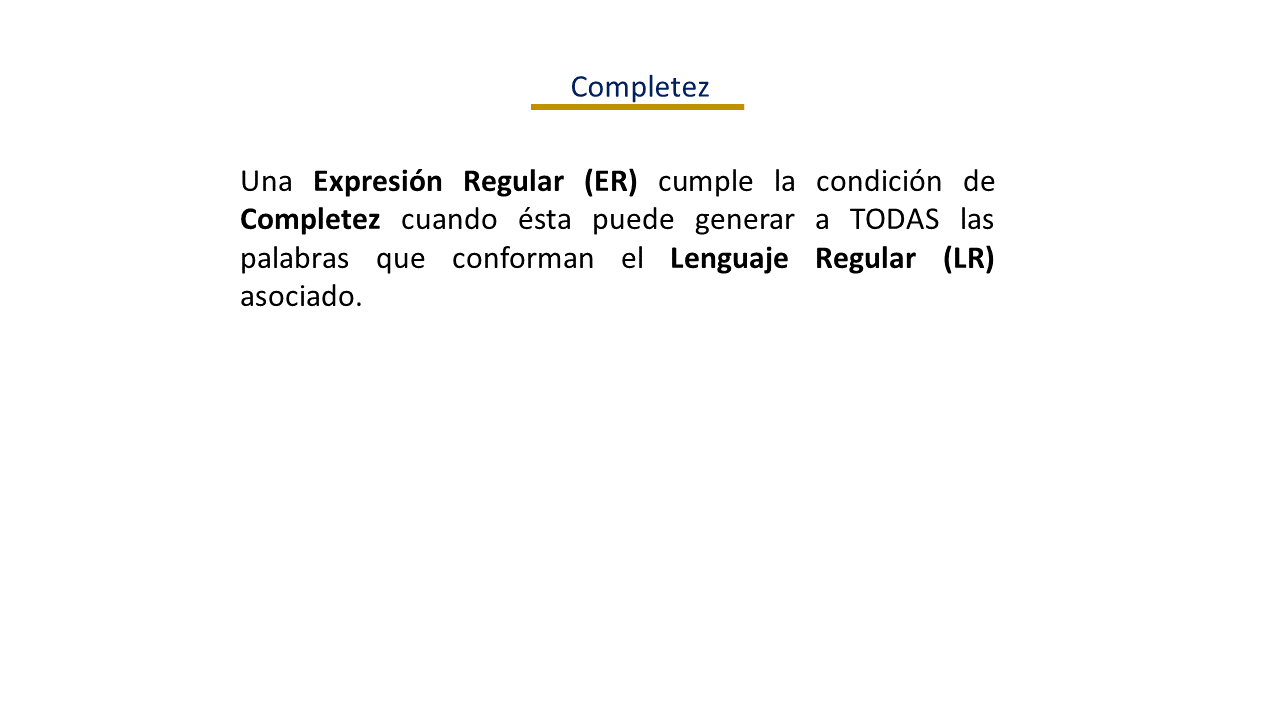 Completez
Una Expresión Regular (ER) cumple la condición de
Completez cuando ésta puede generar a TODAS las
palabras que conforman el Lenguaje Regular (LR)
asociado.